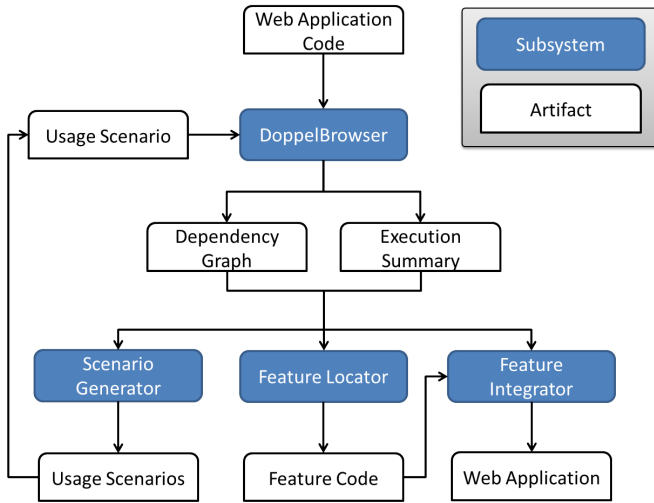 Web Application
Code
Subsystem
Artifact
Usage Scenario
DoppelBrowser
Dependency
Graph
Execution
Summary
Scenario
Generator
Feature Locator
Feature
Integrator
Usage Scenarios
Feature Code
Web Application